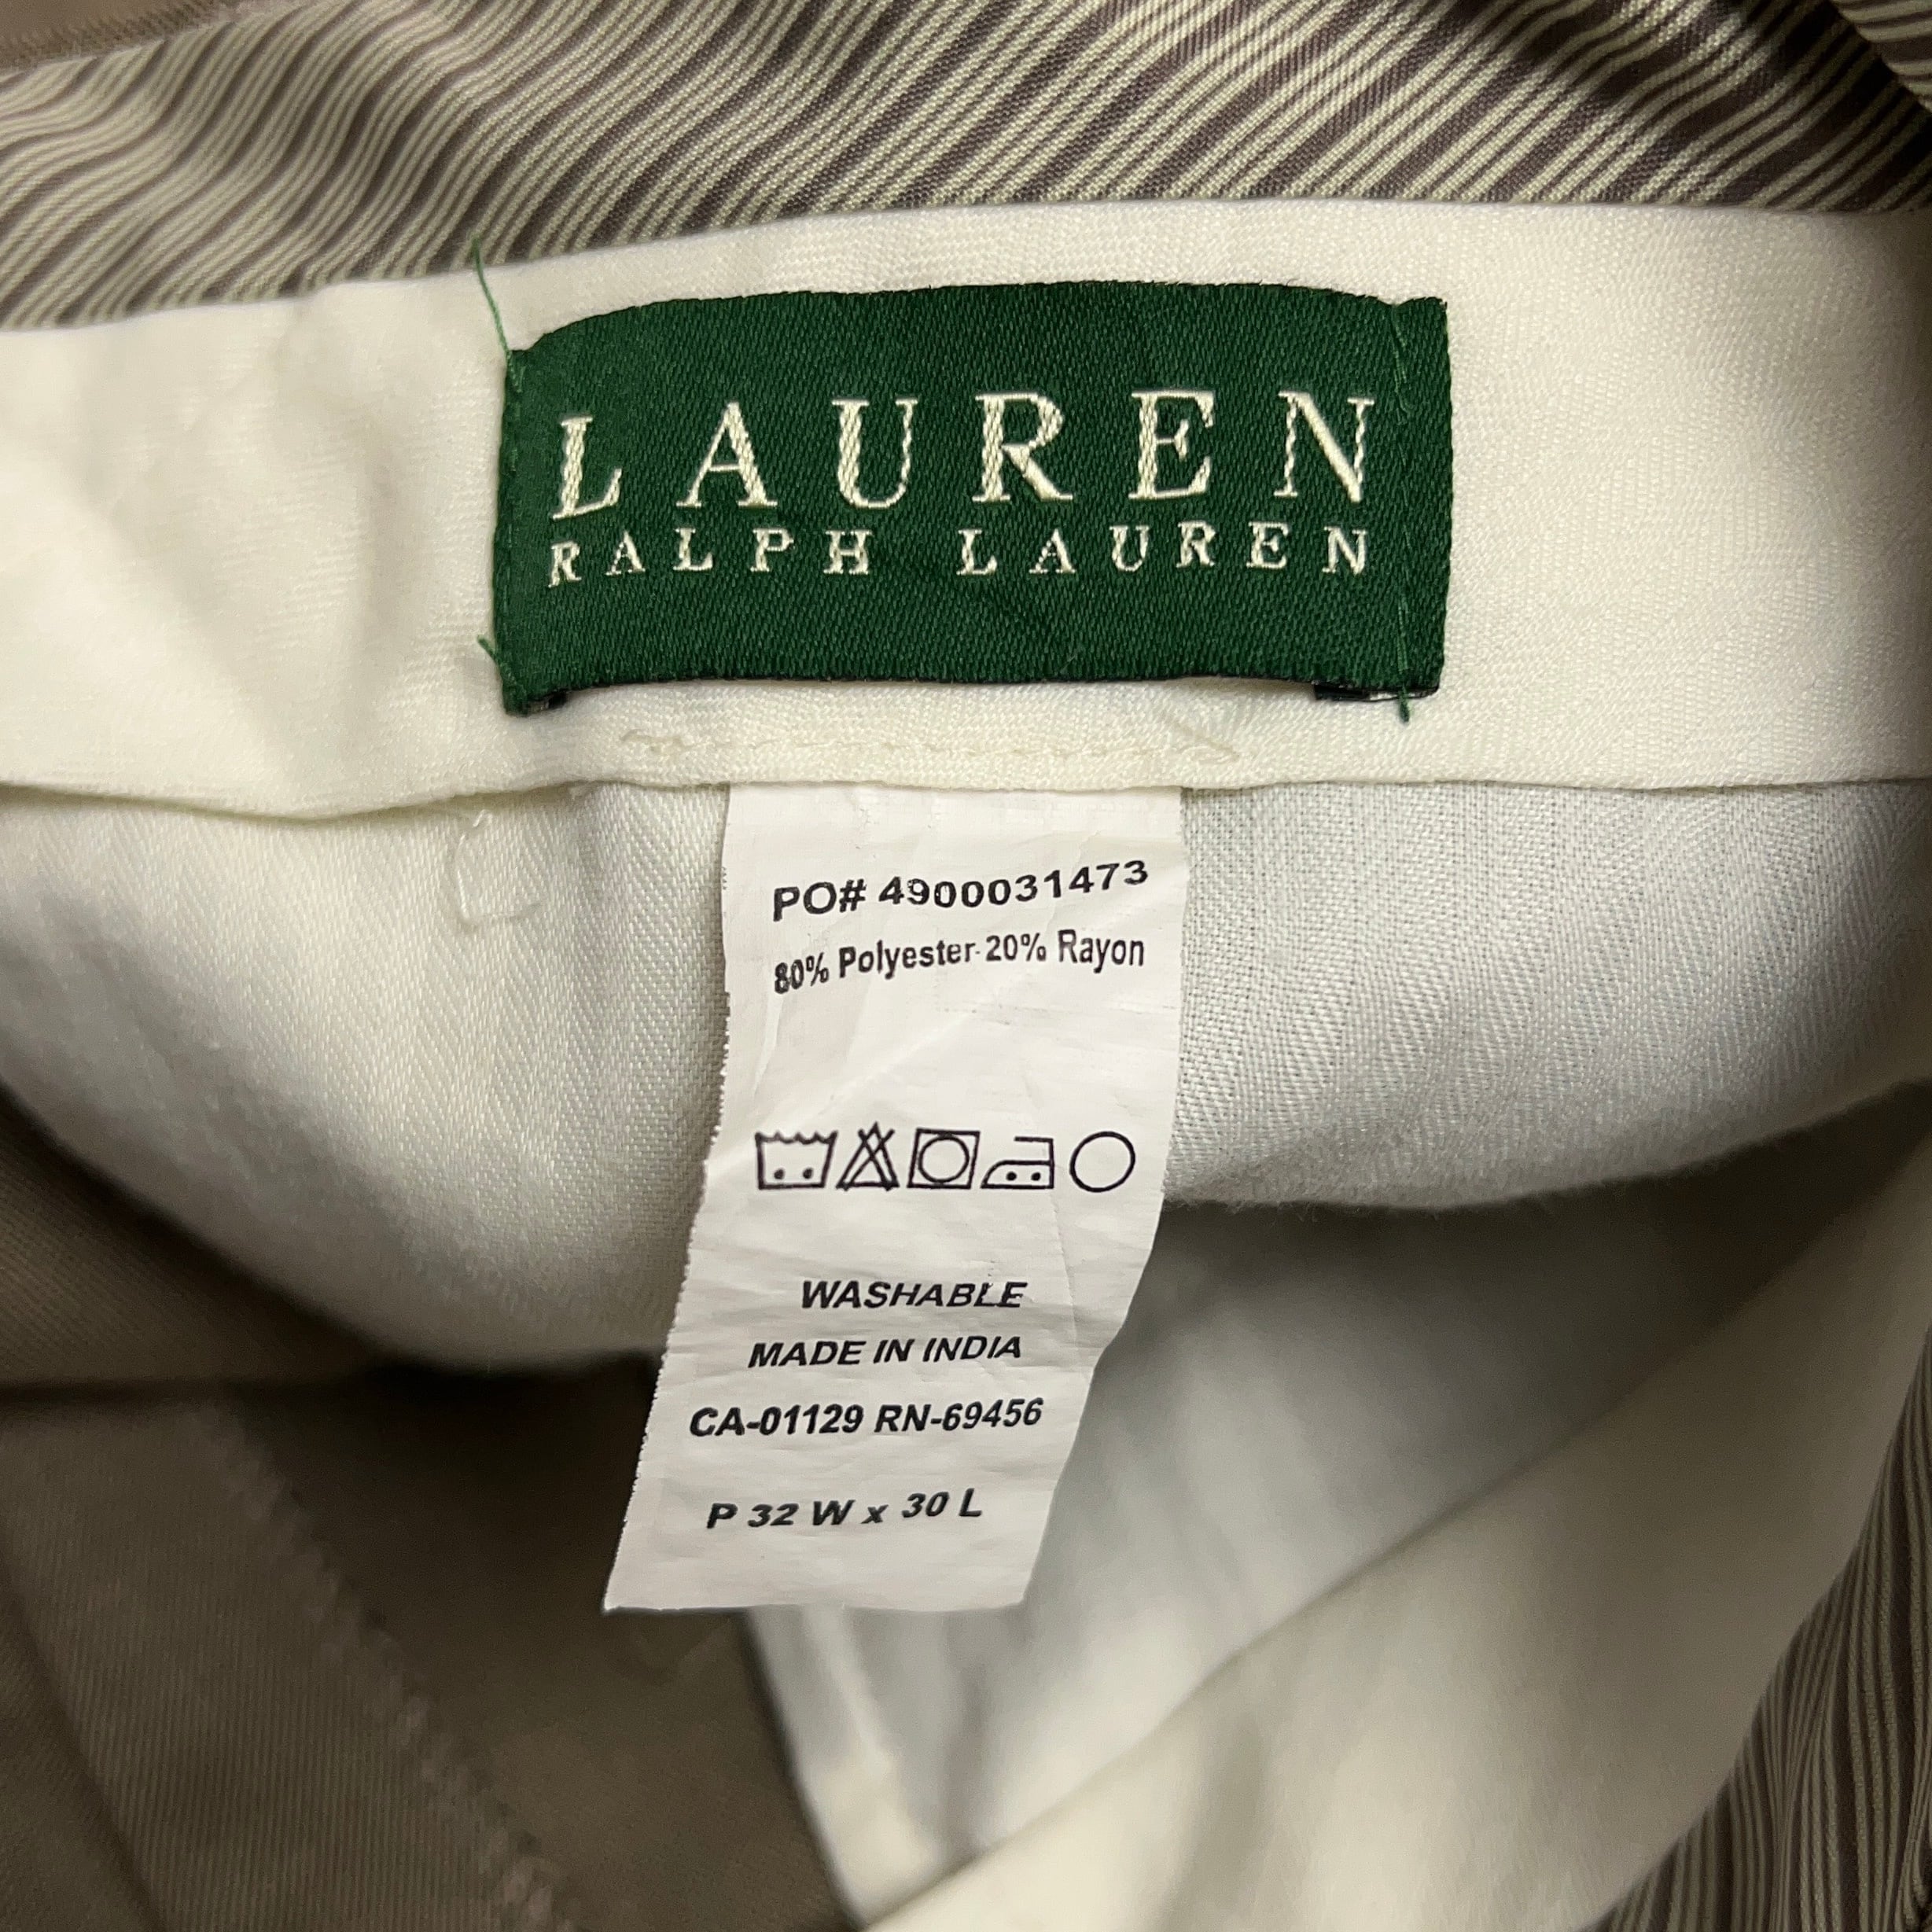 LAUREN
RALPH LAUREN
PO# 4900031473
80% Polyester 20% Rayon
WASHABLE
MADE IN INDIA
CA-01129 RN-69456
P 32 W x 30 L